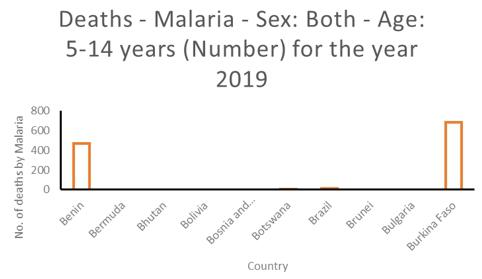 Deaths - Malaria - Sex: Both - Age:
5-14 years (Number) for the year
2019
No. of deaths by Malaria
800
600
400
200
0
Benin
Bermuda
Bhutan
Bolivia
Bosnia and…
Botswana
Brazil
Brunei
Bulgaria
Burkina Faso
Country